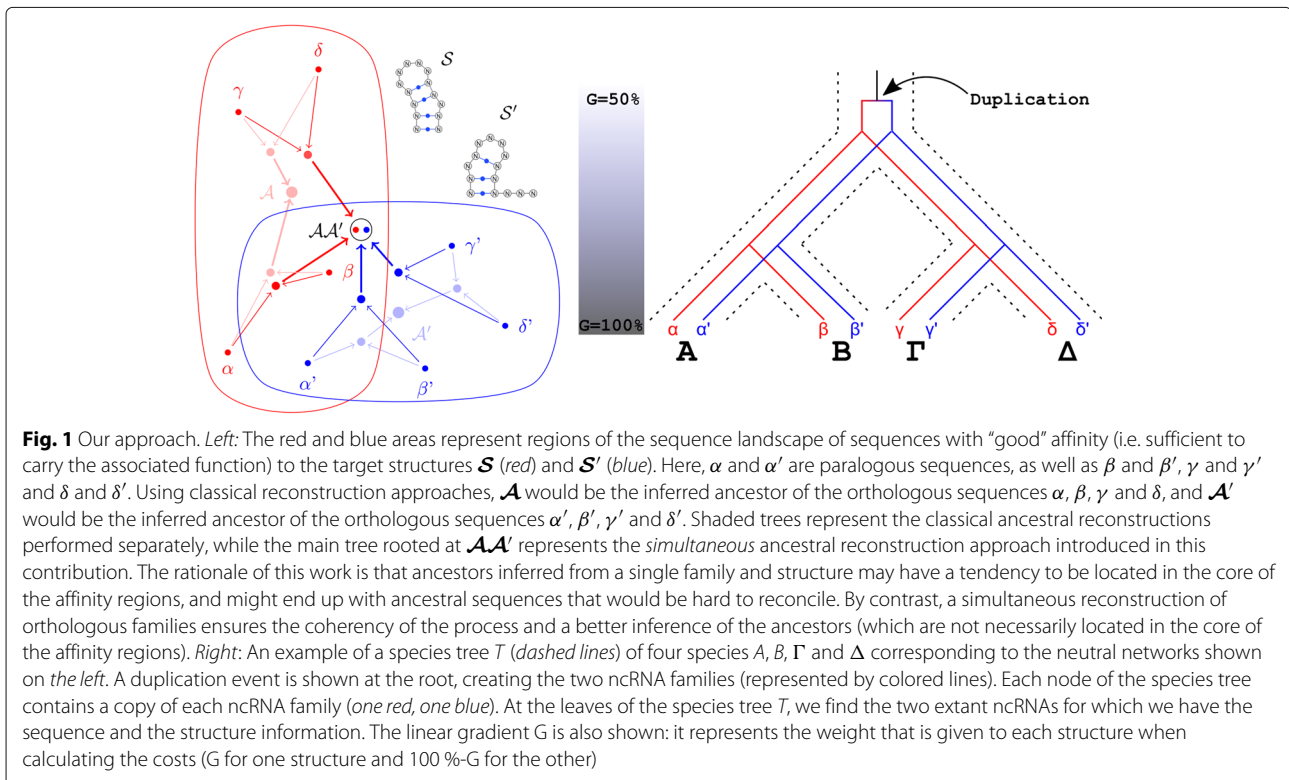 δ
γ
S
S'
A
AA'
β
γ'
δ'
A'
α
α'
β'
G=50%
G=100%
Duplication
α α' β β' γ γ' δ δ'
A B Γ Δ
Fig. 1 Our approach. Left: The red and blue areas represent regions of the sequence landscape of sequences with “good” affinity (i.e. sufficient to
carry the associated function) to the target structures S (red) and S′ (blue). Here, α and α′ are paralogous sequences, as well as β and β′, γ and γ′
and δ and δ′. Using classical reconstruction approaches, A would be the inferred ancestor of the orthologous sequences α, β, γ and δ, and A′
would be the inferred ancestor of the orthologous sequences α′, β′, γ′ and δ′. Shaded trees represent the classical ancestral reconstructions
performed separately, while the main tree rooted at AA′ represents the simultaneous ancestral reconstruction approach introduced in this
contribution. The rationale of this work is that ancestors inferred from a single family and structure may have a tendency to be located in the core of
the affinity regions, and might end up with ancestral sequences that would be hard to reconcile. By contrast, a simultaneous reconstruction of
orthologous families ensures the coherency of the process and a better inference of the ancestors (which are not necessarily located in the core of
the affinity regions). Right: An example of a species tree T (dashed lines) of four species A, B, Γ and Δ corresponding to the neutral networks shown
on the left. A duplication event is shown at the root, creating the two ncRNA families (represented by colored lines). Each node of the species tree
contains a copy of each ncRNA family (one red, one blue). At the leaves of the species tree T, we find the two extant ncRNAs for which we have the
sequence and the structure information. The linear gradient G is also shown: it represents the weight that is given to each structure when
calculating the costs (G for one structure and 100 %-G for the other)